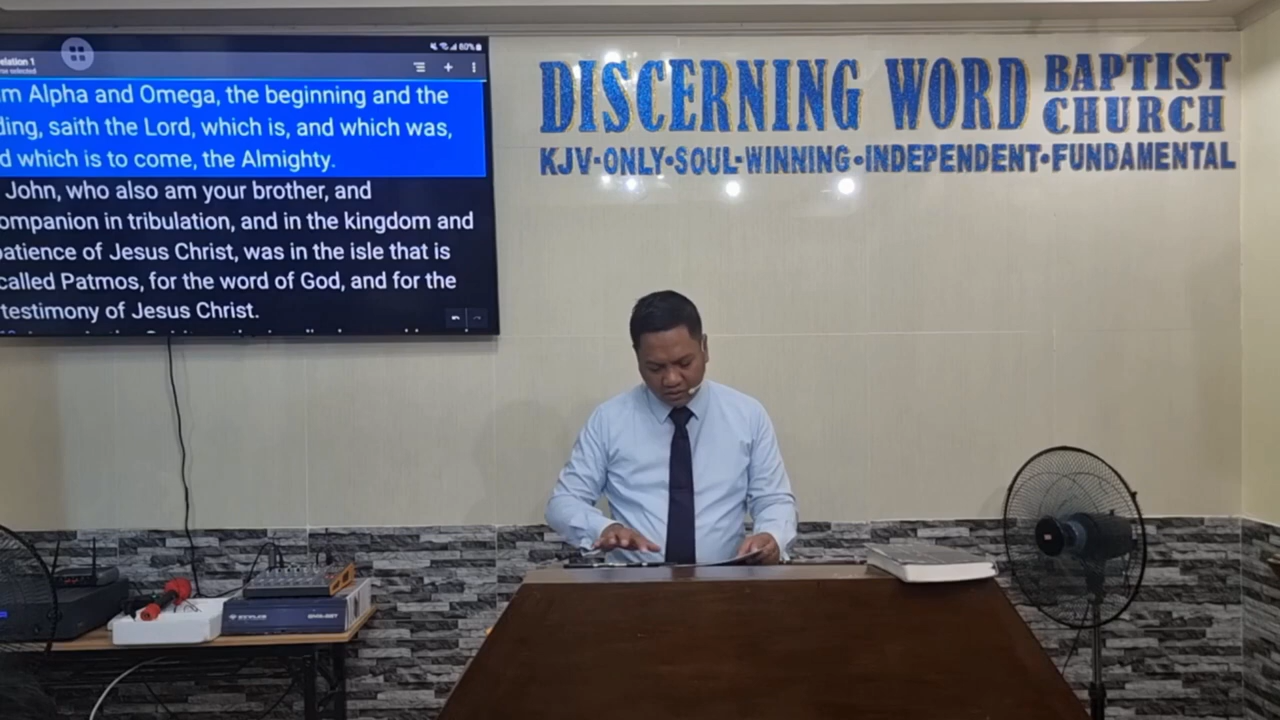 elation 1
80%
m Alpha and Omega, the beginning and the
ding, saith the Lord, which is, and which was,
d which is to come, the Almighty.
John, who also am your brother, and
ompanion in tribulation, and in the kingdom and
patience of Jesus Christ, was in the isle that is
called Patmos, for the word of God, and for the
testimony of Jesus Christ.
DISCERNING WORD BAPTIST
CHURCH
KJV-ONLY•SOUL-WINNING•INDEPENDENT•FUNDAMENTAL